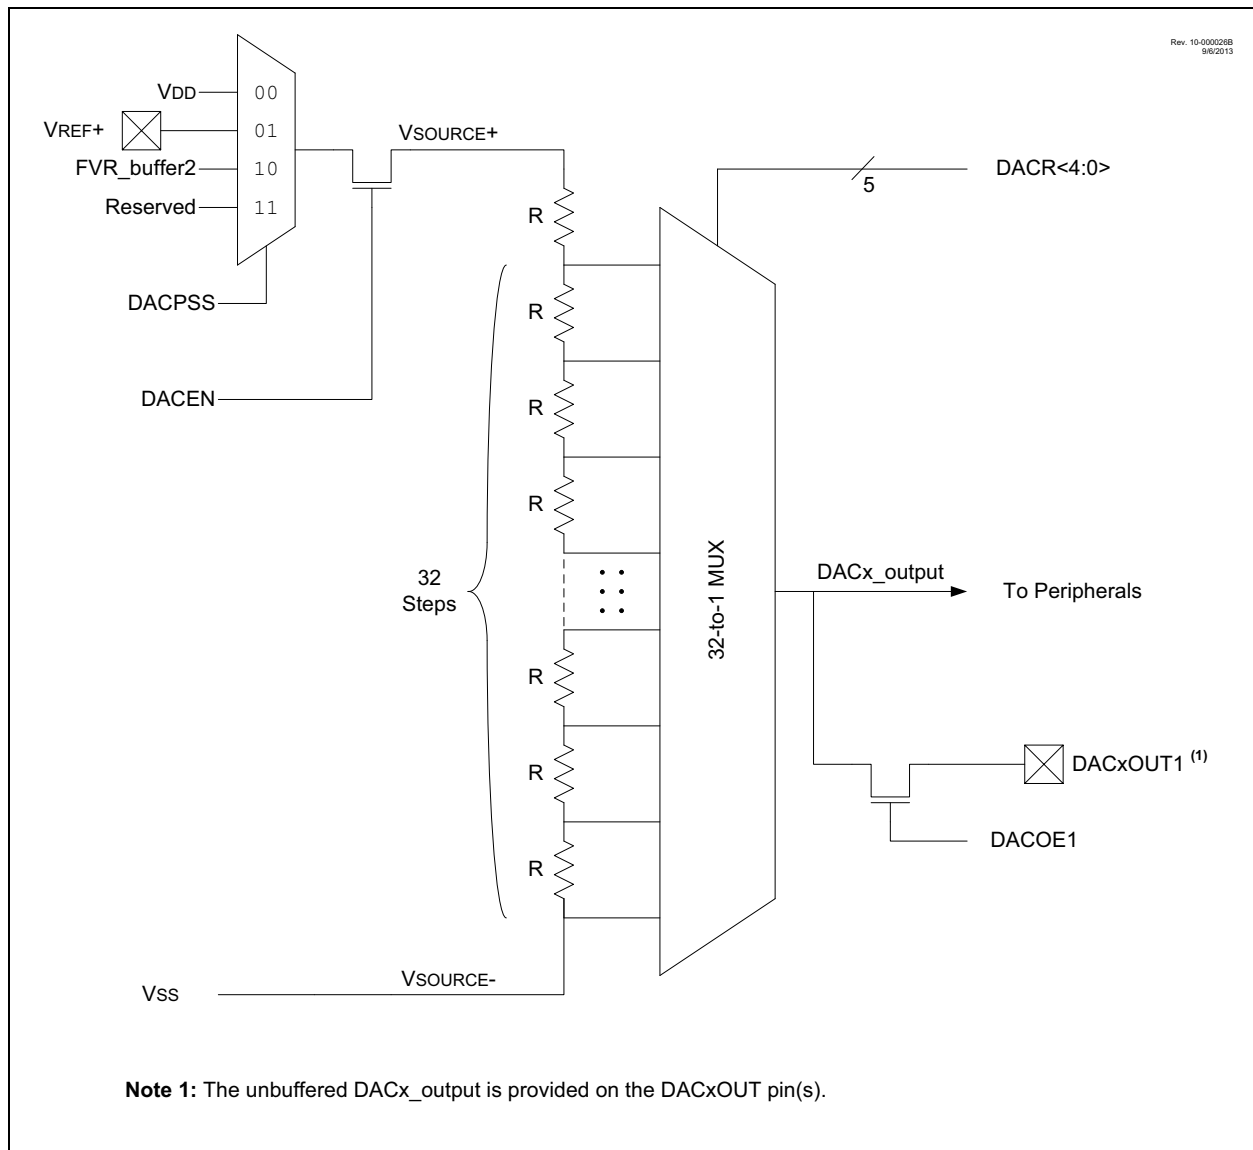 Rev. 10-000026B
9/6/2013
VDD
00
VREF+
01
VSOURCE+
FVR_buffer2
10
DACR<4:0>
5
Reserved
11
R
DACPSS
R
DACEN
R
R
32
Steps
32-to-1 MUX
DACx_output
To Peripherals
R
R
DACxOUT1 (1)
DACOE1
R
VSOURCE-
VSS
Note 1: The unbuffered DACx_output is provided on the DACxOUT pin(s).